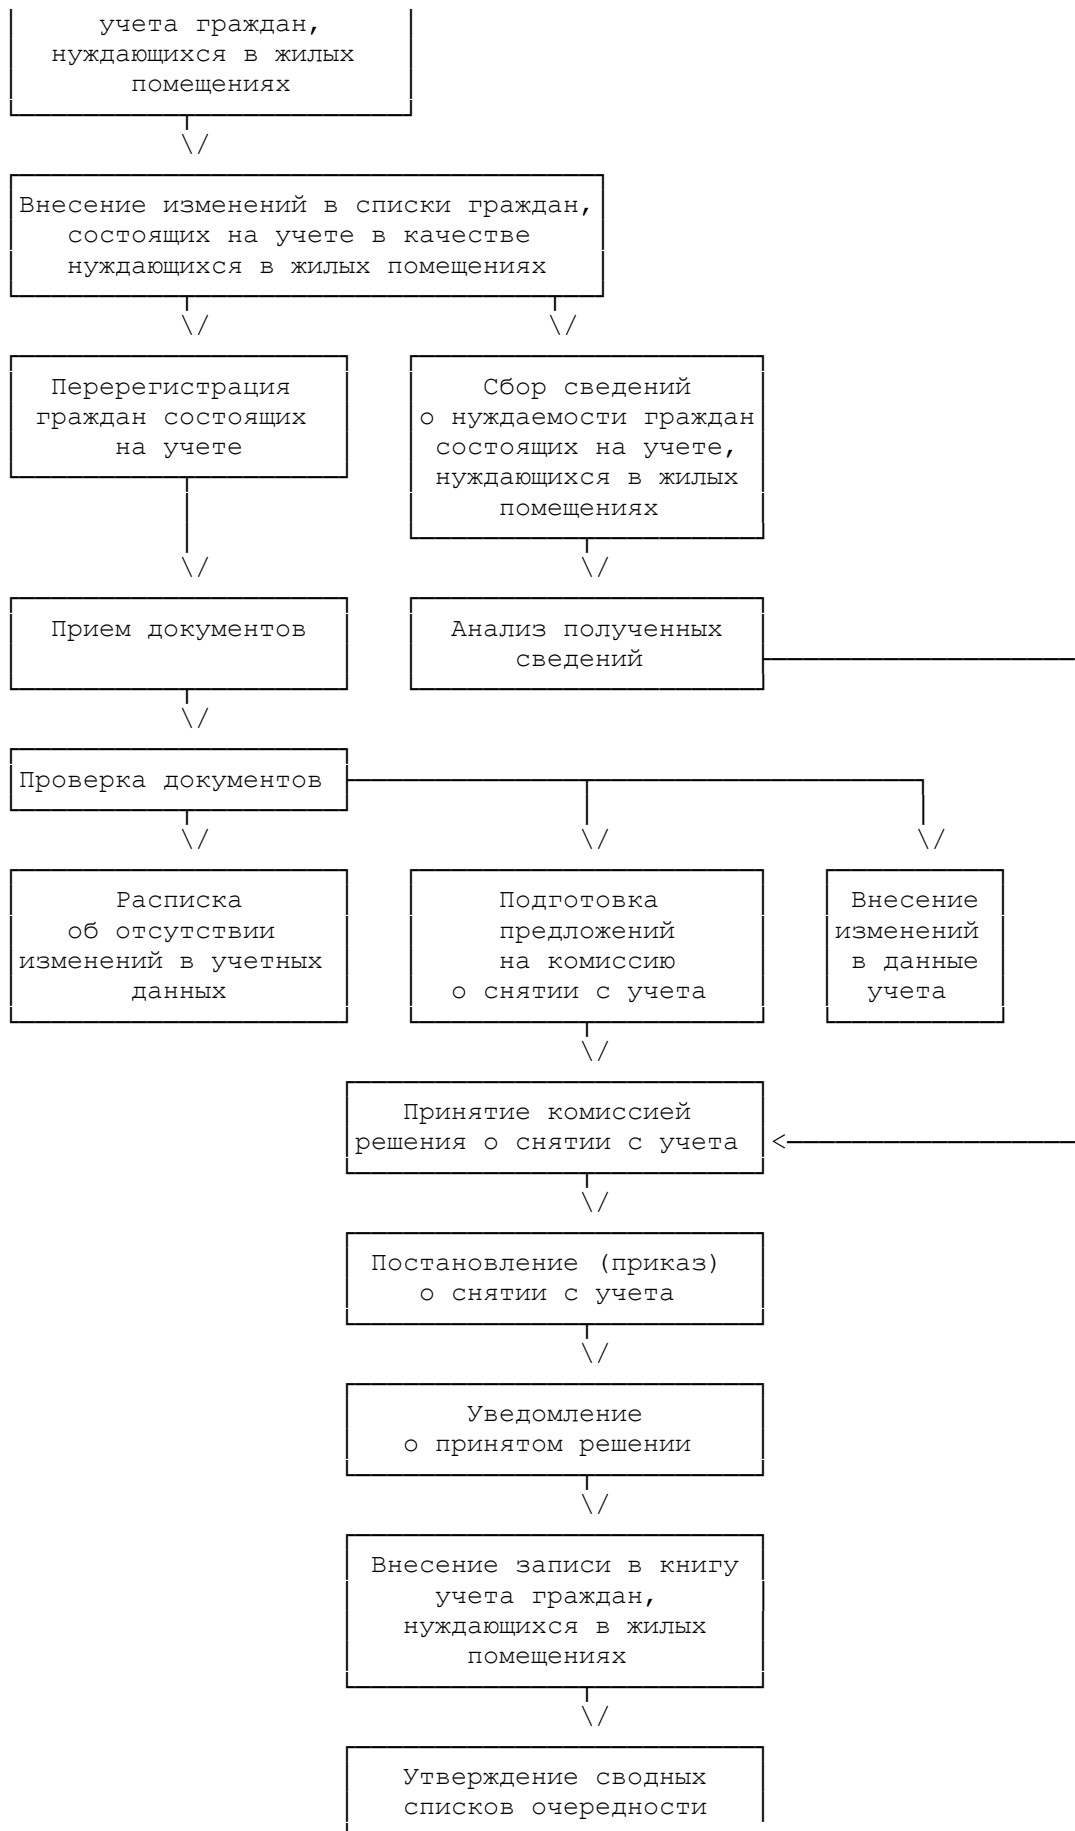 учета граждан,
нуждающихся в жилых
помещениях
Внесение изменений в списки граждан,
состоящих на учете в качестве
нуждающихся в жилых помещениях
Перерегистрация
граждан состоящих
на учете
Сбор сведений
о нуждаемости граждан
состоящих на учете,
нуждающихся в жилых
помещениях
Прием документов
Анализ полученных
сведений
Проверка документов
Расписка
об отсутствии
изменений в учетных
данных
Подготовка
предложений
на комиссию
о снятии с учета
Внесение
изменений
в данные
учета
Принятие комиссией
решения о снятии с учета
Постановление (приказ)
о снятии с учета
Уведомление
о принятом решении
Внесение записи в книгу
учета граждан,
нуждающихся в жилых
помещениях
Утверждение сводных
списков очередности